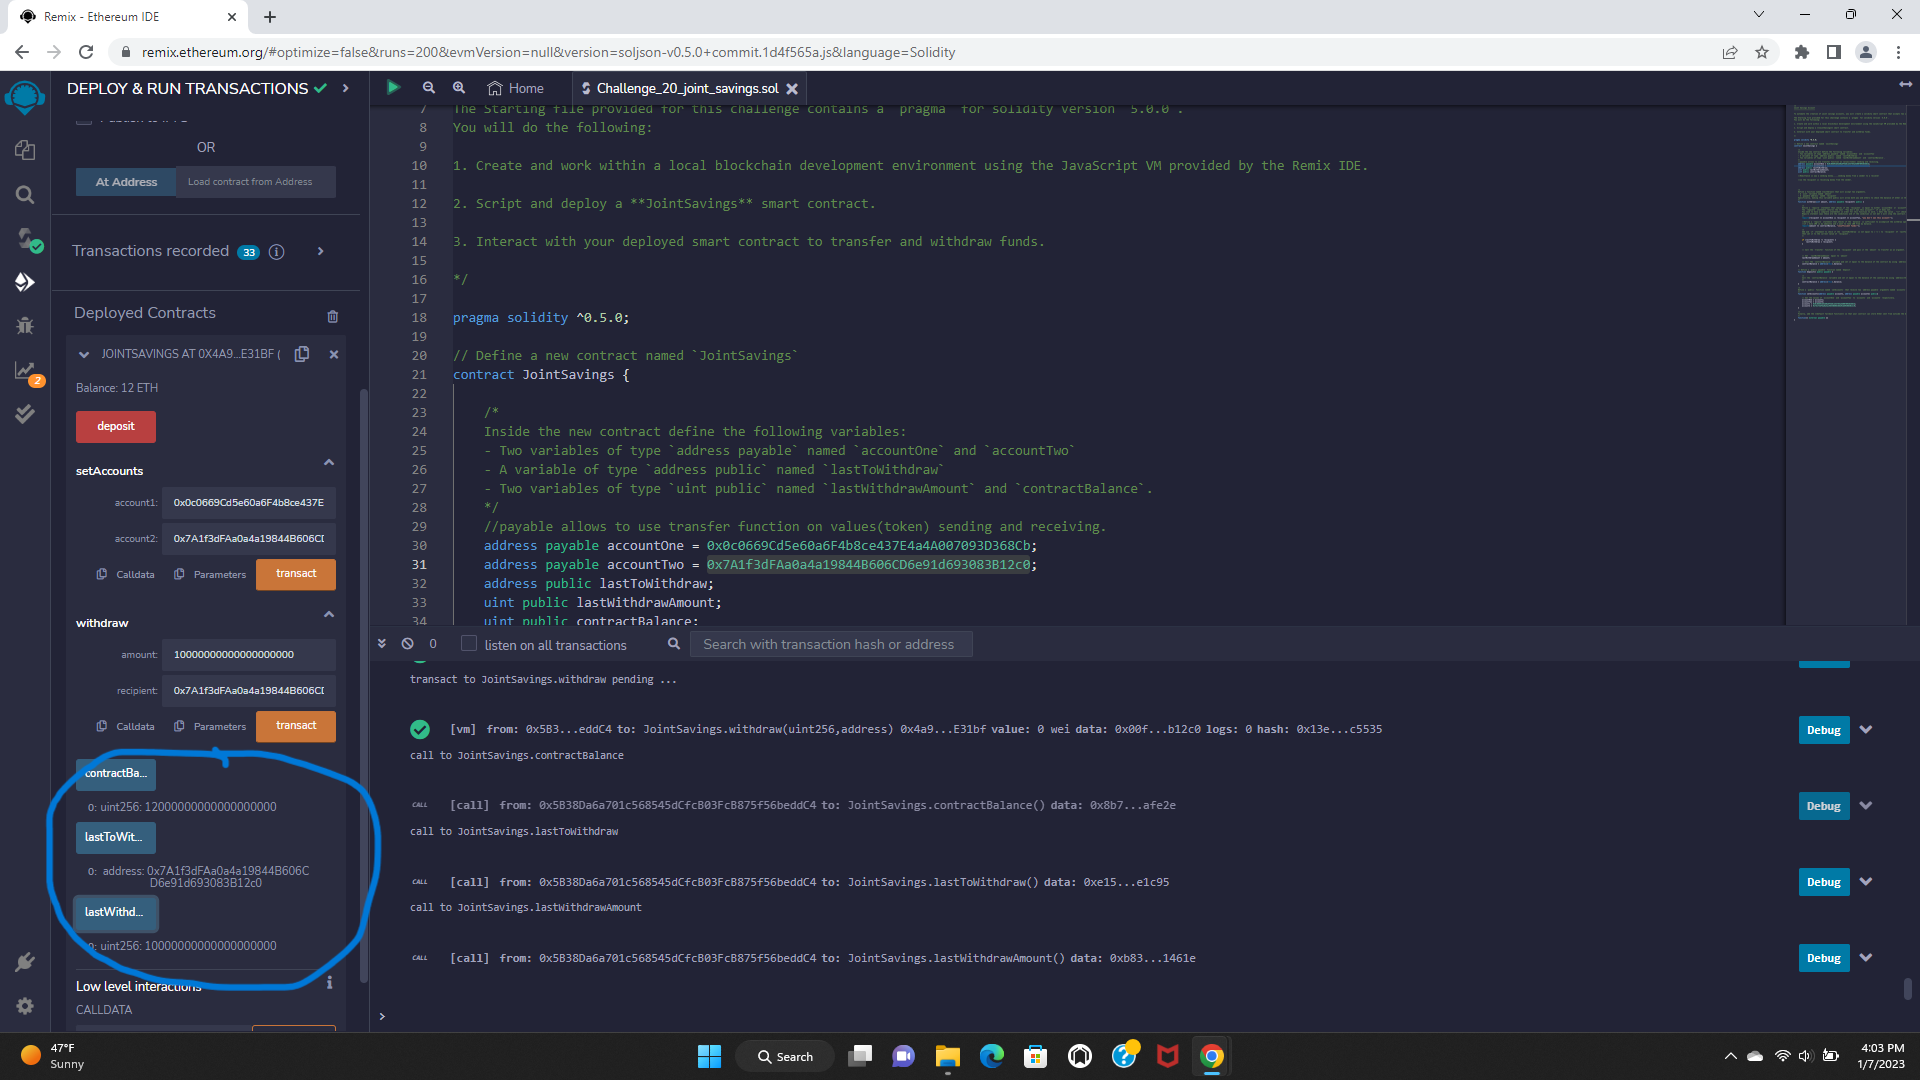 Remix - Ethereum IDE
remix.ethereum.org/#optimize=false&runs=200&evmVersion=null&version=soljson-v0.5.0+commit.1d4f565a.js&language=Solidity
DEPLOY & RUN TRANSACTIONS
OR
At Address Load contract from Address
Transactions recorded 33
Deployed Contracts
JOINTSAVINGS AT 0X4A9...E31BF (
Balance: 12 ETH
deposit
setAccounts
account1: 0x0c0669Cd5e60a6F4b8ce437E
account2: 0x7A1f3dFAa0a4a19844B606CI
Calldata Parameters transact
withdraw
amount: 10000000000000000000
recipient: 0x7A1f3dFAa0a4a19844B606CI
Calldata Parameters transact
contractBa...
0: uint256: 12000000000000000000
lastToWit...
0: address: 0x7A1f3dFAa0a4a19844B606C
D6e91d693083B12c0
lastWithd...
0: uint256: 10000000000000000000
Low level interactions
CALLDATA
2
Home Challenge_20_joint_savings.sol
7 The Starting file provided for this challenge contains a `pragma` for solidity version `5.0.0`.
8 You will do the following:
9
10 1. Create and work within a local blockchain development environment using the JavaScript VM provided by the Remix IDE.
11
12 2. Script and deploy a **JointSavings** smart contract.
13
14 3. Interact with your deployed smart contract to transfer and withdraw funds.
15
16 */
17
18 pragma solidity ^0.5.0;
19
20 // Define a new contract named `JointSavings`
21 contract JointSavings {
22
23 /*
24 Inside the new contract define the following variables:
25 - Two variables of type `address payable` named `accountOne` and `accountTwo`
26 - A variable of type `address public` named `lastToWithdraw`
27 - Two variables of type `uint public` named `lastWithdrawAmount` and `contractBalance`.
28 */
29 //payable allows to use transfer function on values(token) sending and receiving.
30 address payable accountOne = 0x0c0669Cd5e60a6F4b8ce437E4a4A007093D368Cb;
31 address payable accountTwo = 0x7A1f3dFAa0a4a19844B606CD6e91d693083B12c0;
32 address public lastToWithdraw;
33 uint public lastWithdrawAmount;
34 uint public contractBalance;
0 listen on all transactions Search with transaction hash or address
transact to JointSavings.withdraw pending ...
[vm] from: 0x5B3...eddC4 to: JointSavings.withdraw(uint256,address) 0x4a9...E31bf value: 0 wei data: 0x00f...b12c0 logs: 0 hash: 0x13e...c5535 Debug
call to JointSavings.contractBalance
CALL [call] from: 0x5B38Da6a701c568545dCfcB03FcB875f56beddC4 to: JointSavings.contractBalance() data: 0x8b7...afe2e Debug
call to JointSavings.lastToWithdraw
CALL [call] from: 0x5B38Da6a701c568545dCfcB03FcB875f56beddC4 to: JointSavings.lastToWithdraw() data: 0xe15...e1c95 Debug
call to JointSavings.lastWithdrawAmount
CALL [call] from: 0x5B38Da6a701c568545dCfcB03FcB875f56beddC4 to: JointSavings.lastWithdrawAmount() data: 0xb83...1461e Debug
>
47°F
Sunny
Search
4:03 PM
1/7/2023